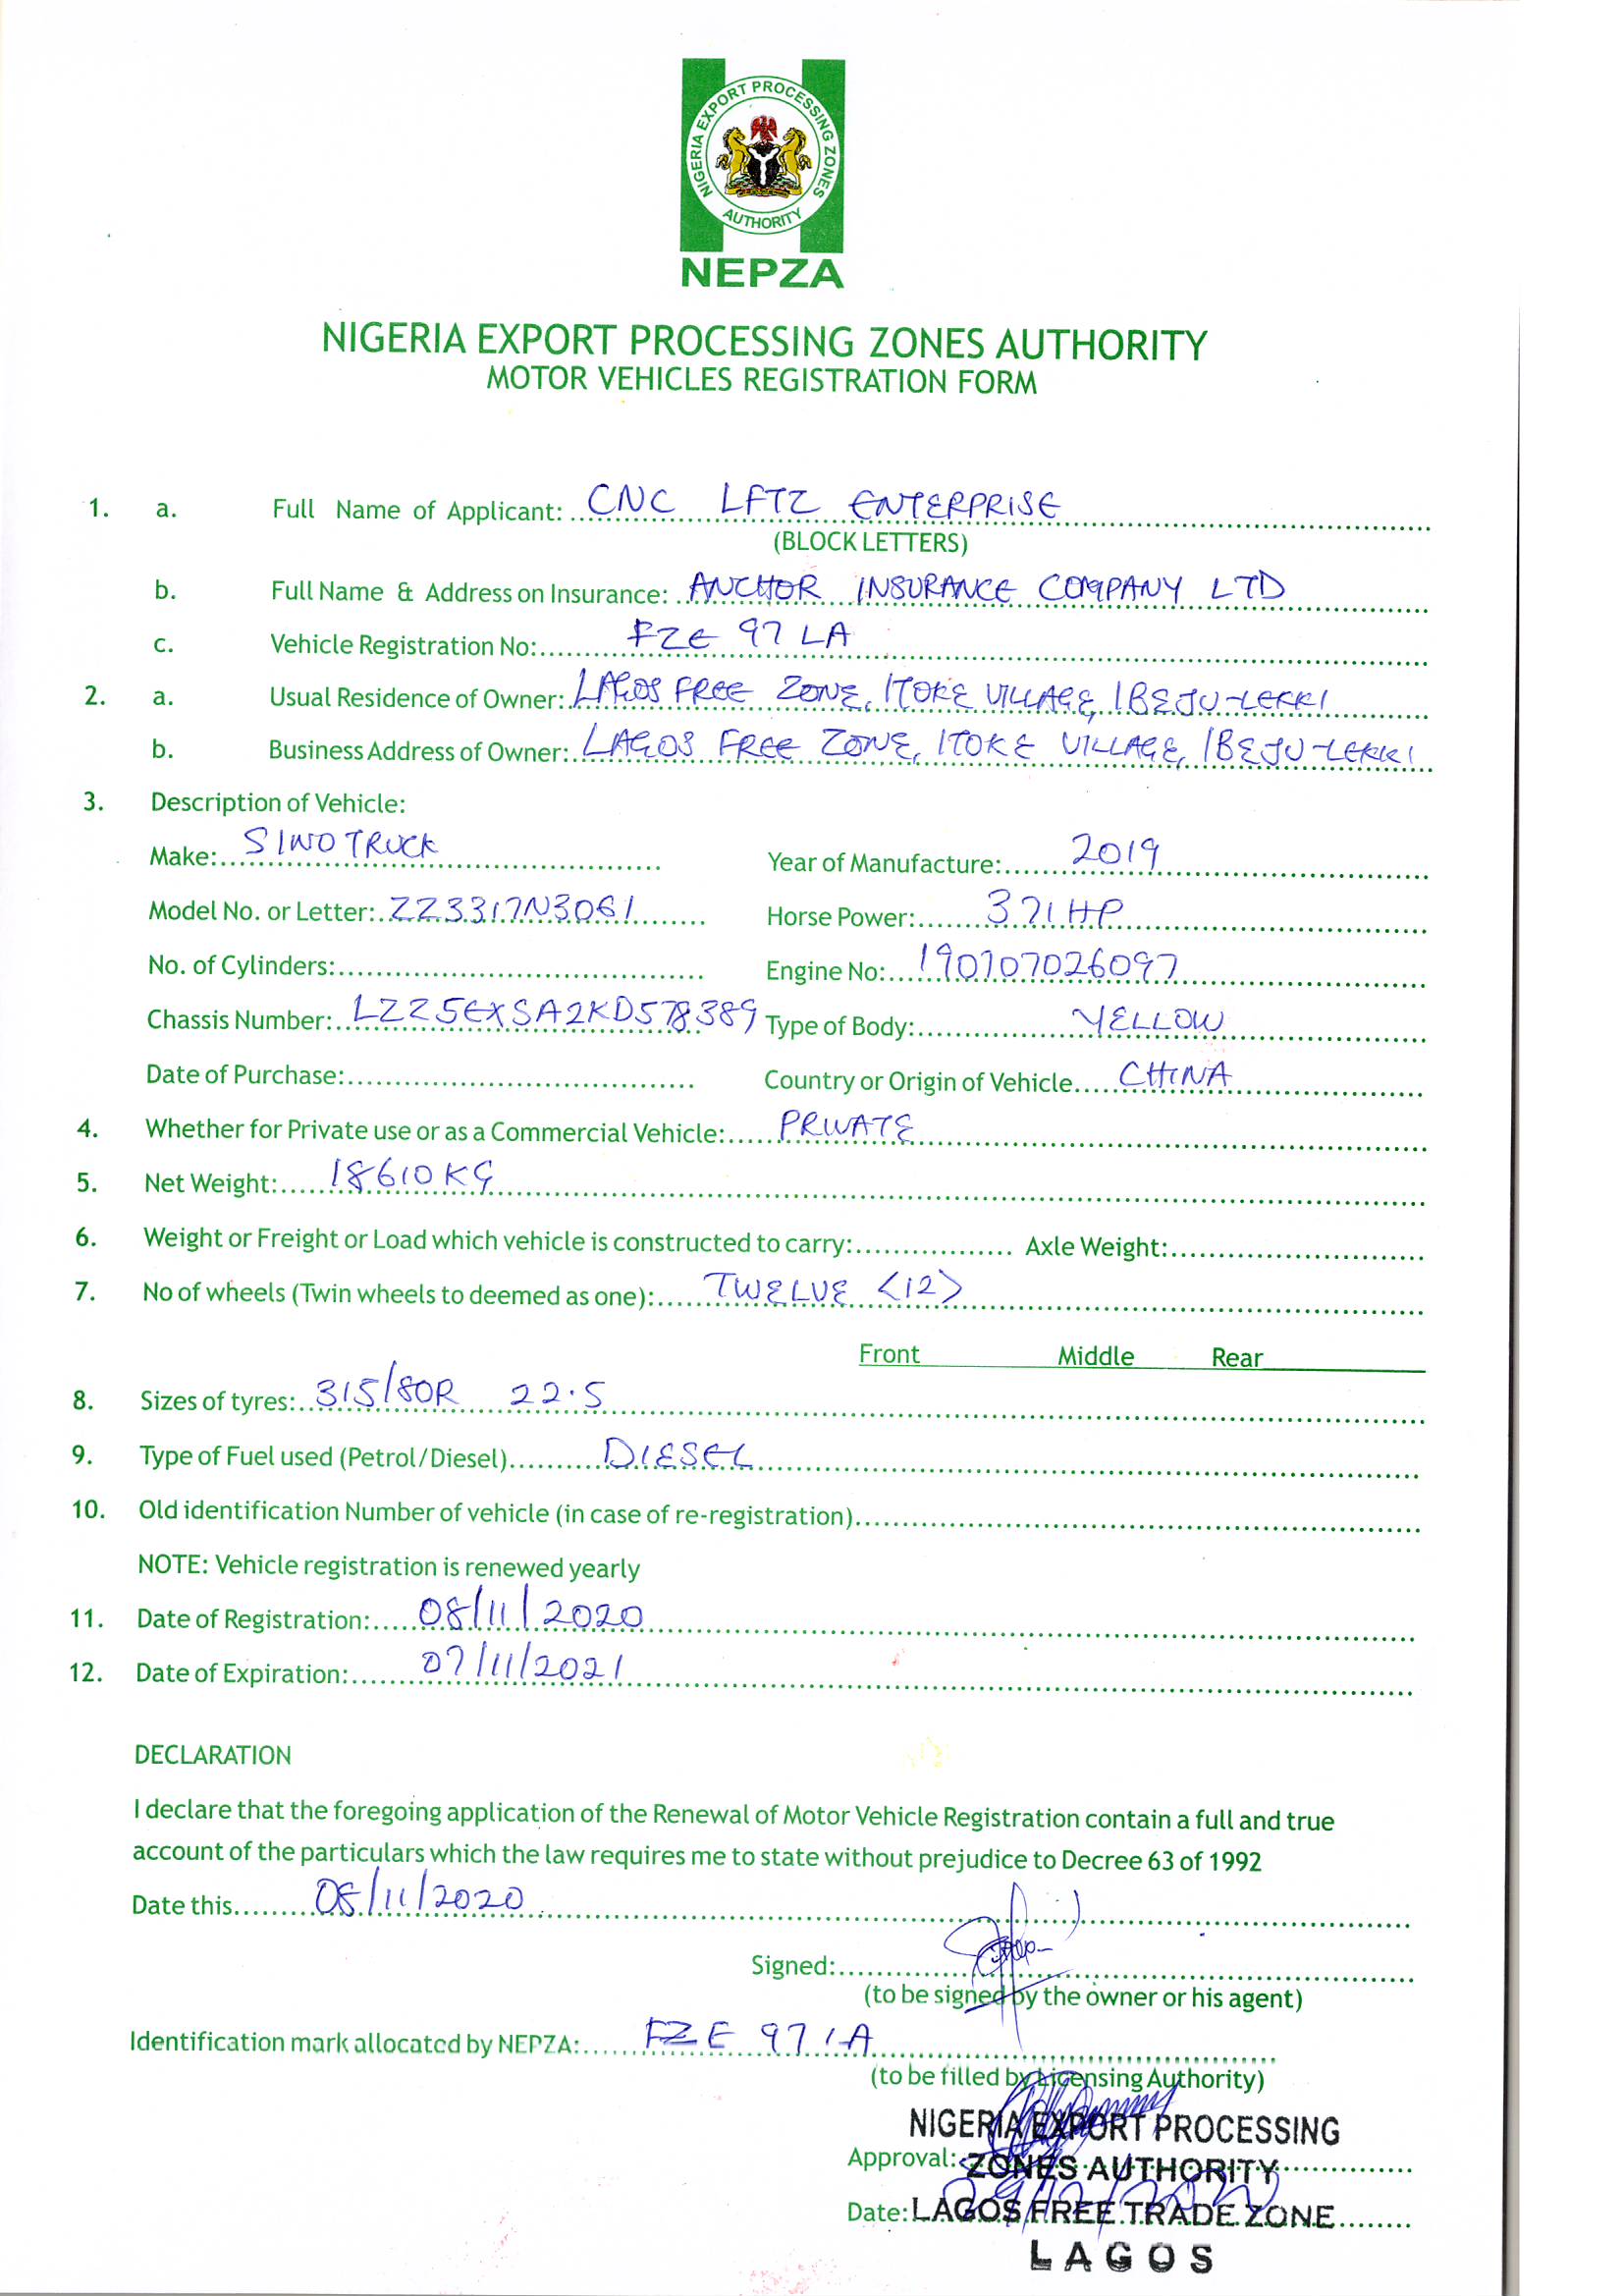 NIGERIA EXPORT PROCESSING ZONES
AUTHORITY
NEPZA
NIGERIA EXPORT PROCESSING ZONES AUTHORITY
MOTOR VEHICLES REGISTRATION FORM
1. a. Full Name of Applicant: CNC LFTZ ENTERPRISE
(BLOCK LETTERS)
b. Full Name & Address on Insurance: ANCHOR INSURANCE COMPANY LTD
c. Vehicle Registration No: FZE 97 LA
2. a. Usual Residence of Owner: LAGOS FREE ZONE, ITOKE VILLAGE, IBEJU-LEKKI
b. Business Address of Owner: LAGOS FREE ZONE, ITOKE VILLAGE, IBEJU-LEKKI
3. Description of Vehicle:
Make: SINOTRUCK Year of Manufacture: 2019
Model No. or Letter: ZZ3317N3061 Horse Power: 371HP
No. of Cylinders: Engine No: 190707026097
Chassis Number: LZZ5EXSA2KD578389 Type of Body: YELLOW
Date of Purchase: Country or Origin of Vehicle CHINA
4. Whether for Private use or as a Commercial Vehicle: PRIVATE
5. Net Weight: 18610KG
6. Weight or Freight or Load which vehicle is constructed to carry: Axle Weight:
7. No of wheels (Twin wheels to deemed as one): TWELVE <12>
Front Middle Rear
8. Sizes of tyres: 315/80R 22.5
9. Type of Fuel used (Petrol/Diesel) DIESEL
10. Old identification Number of vehicle (in case of re-registration)
NOTE: Vehicle registration is renewed yearly
11. Date of Registration: 08/11/2020
12. Date of Expiration: 07/11/2021
DECLARATION
I declare that the foregoing application of the Renewal of Motor Vehicle Registration contain a full and true
account of the particulars which the law requires me to state without prejudice to Decree 63 of 1992
Date this 08/11/2020
Signed:
(to be signed by the owner or his agent)
Identification mark allocated by NEPZA: FZE 97 LA
(to be filled by Licensing Authority)
NIGERIA EXPORT PROCESSING
Approval: ZONES AUTHORITY
Date: LAGOS FREE TRADE ZONE
LAGOS